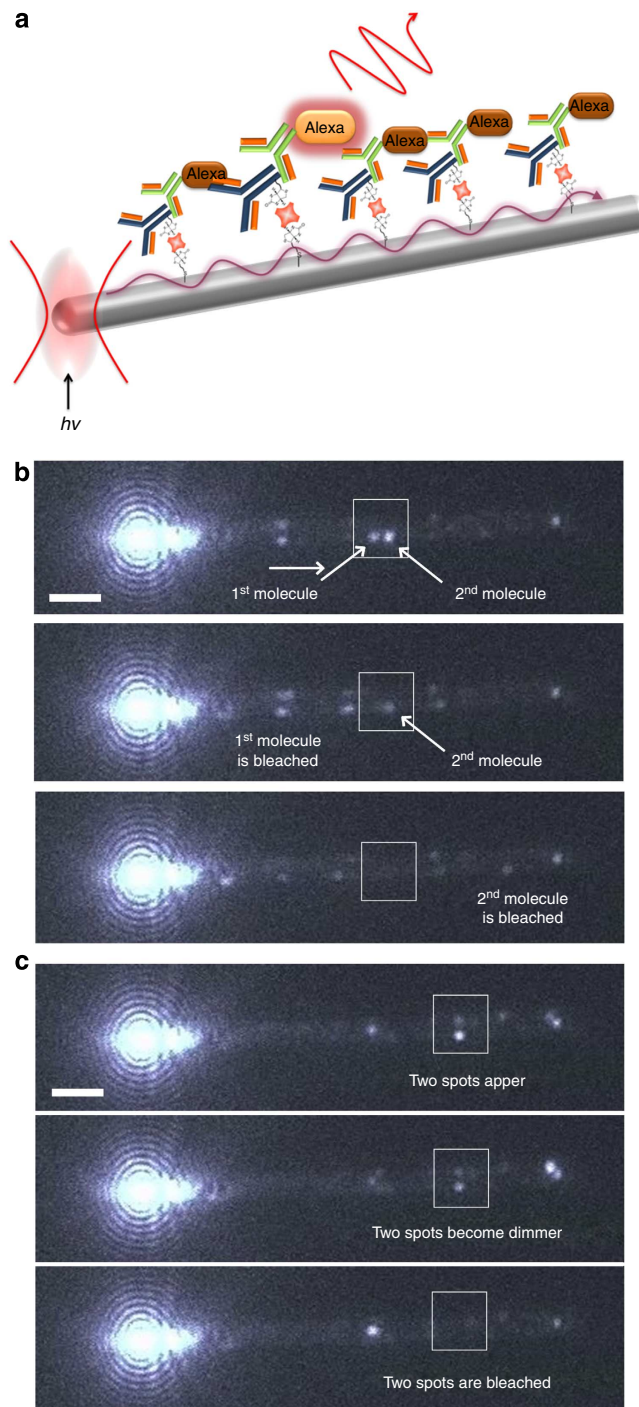 a
Alexa
Alexa
Alexa
Alexa
Alexa
hν
b
1st molecule
2nd molecule
1st molecule
is bleached
2nd molecule
2nd molecule
is bleached
c
Two spots apper
Two spots become dimmer
Two spots are bleached